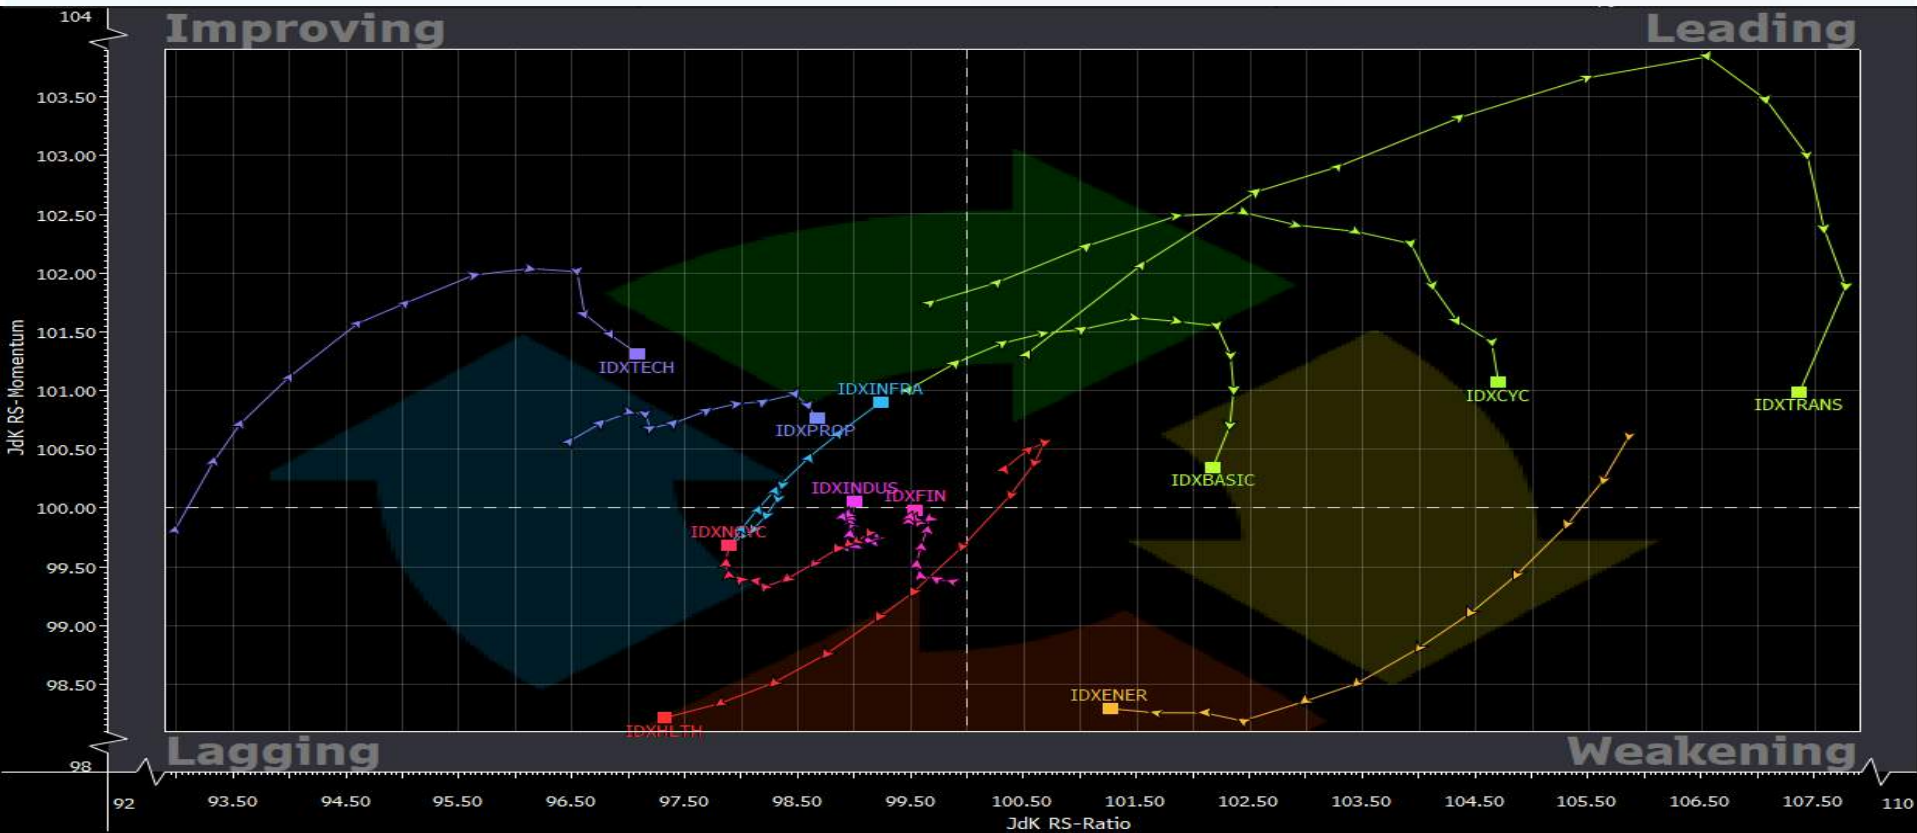 104
Improving
Leading
103.50
103.00
102.50
102.00
101.50
101.00
100.50
100.00
99.50
99.00
98.50
98
JdK RS-Momentum
IDXTECH
IDXINFRA
IDXCYC
IDXTRANS
IDXPROP
IDXBASIC
IDXINDUS
IDXFIN
IDXNCYC
IDXENER
IDXHLTH
Lagging
Weakening
92 93.50 94.50 95.50 96.50 97.50 98.50 99.50 100.50 101.50 102.50 103.50 104.50 105.50 106.50 107.50 110
JdK RS-Ratio